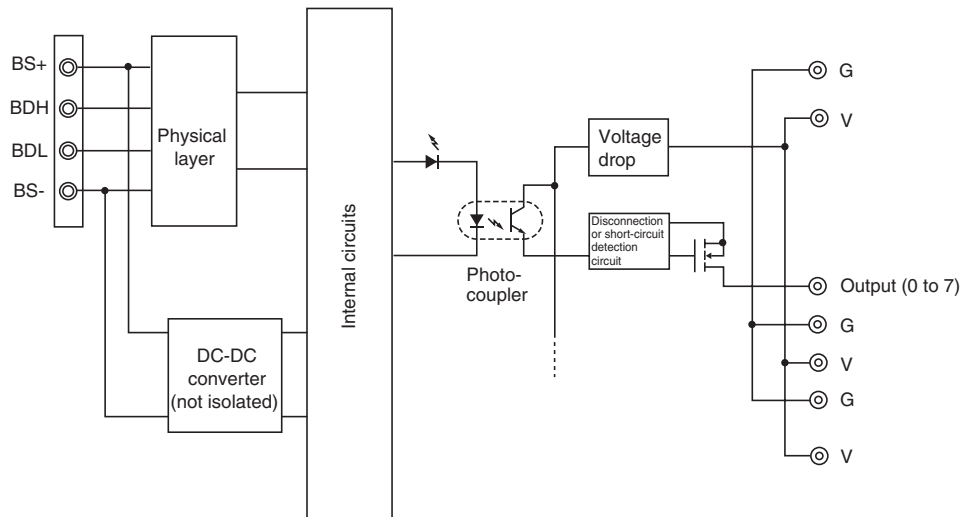 BS+
BDH
BDL
BS-
Physical
layer
DC-DC
converter
(not isolated)
Internal circuits
Photo-
coupler
Voltage
drop
Disconnection
or short-circuit
detection
circuit
G
V
Output (0 to 7)
G
V
G
V